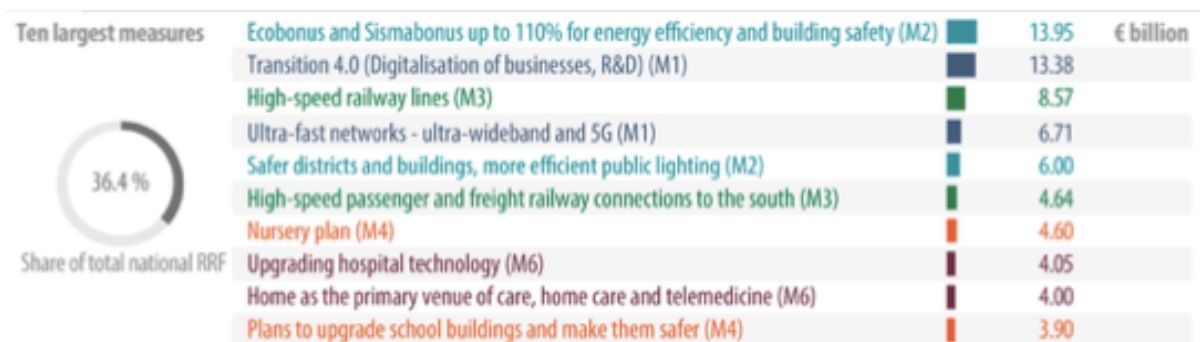 Ten largest measures
Ecobonus and Sismabonus up to 110% for energy efficiency and building safety (M2) 13.95 € billion
Transition 4.0 (Digitalisation of businesses, R&D) (M1) 13.38
High-speed railway lines (M3) 8.57
Ultra-fast networks - ultra-wideband and 5G (M1) 6.71
Safer districts and buildings, more efficient public lighting (M2) 6.00
36.4 %
High-speed passenger and freight railway connections to the south (M3) 4.64
Nursery plan (M4) 4.60
Share of total national RRF
Upgrading hospital technology (M6) 4.05
Home as the primary venue of care, home care and telemedicine (M6) 4.00
Plans to upgrade school buildings and make them safer (M4) 3.90